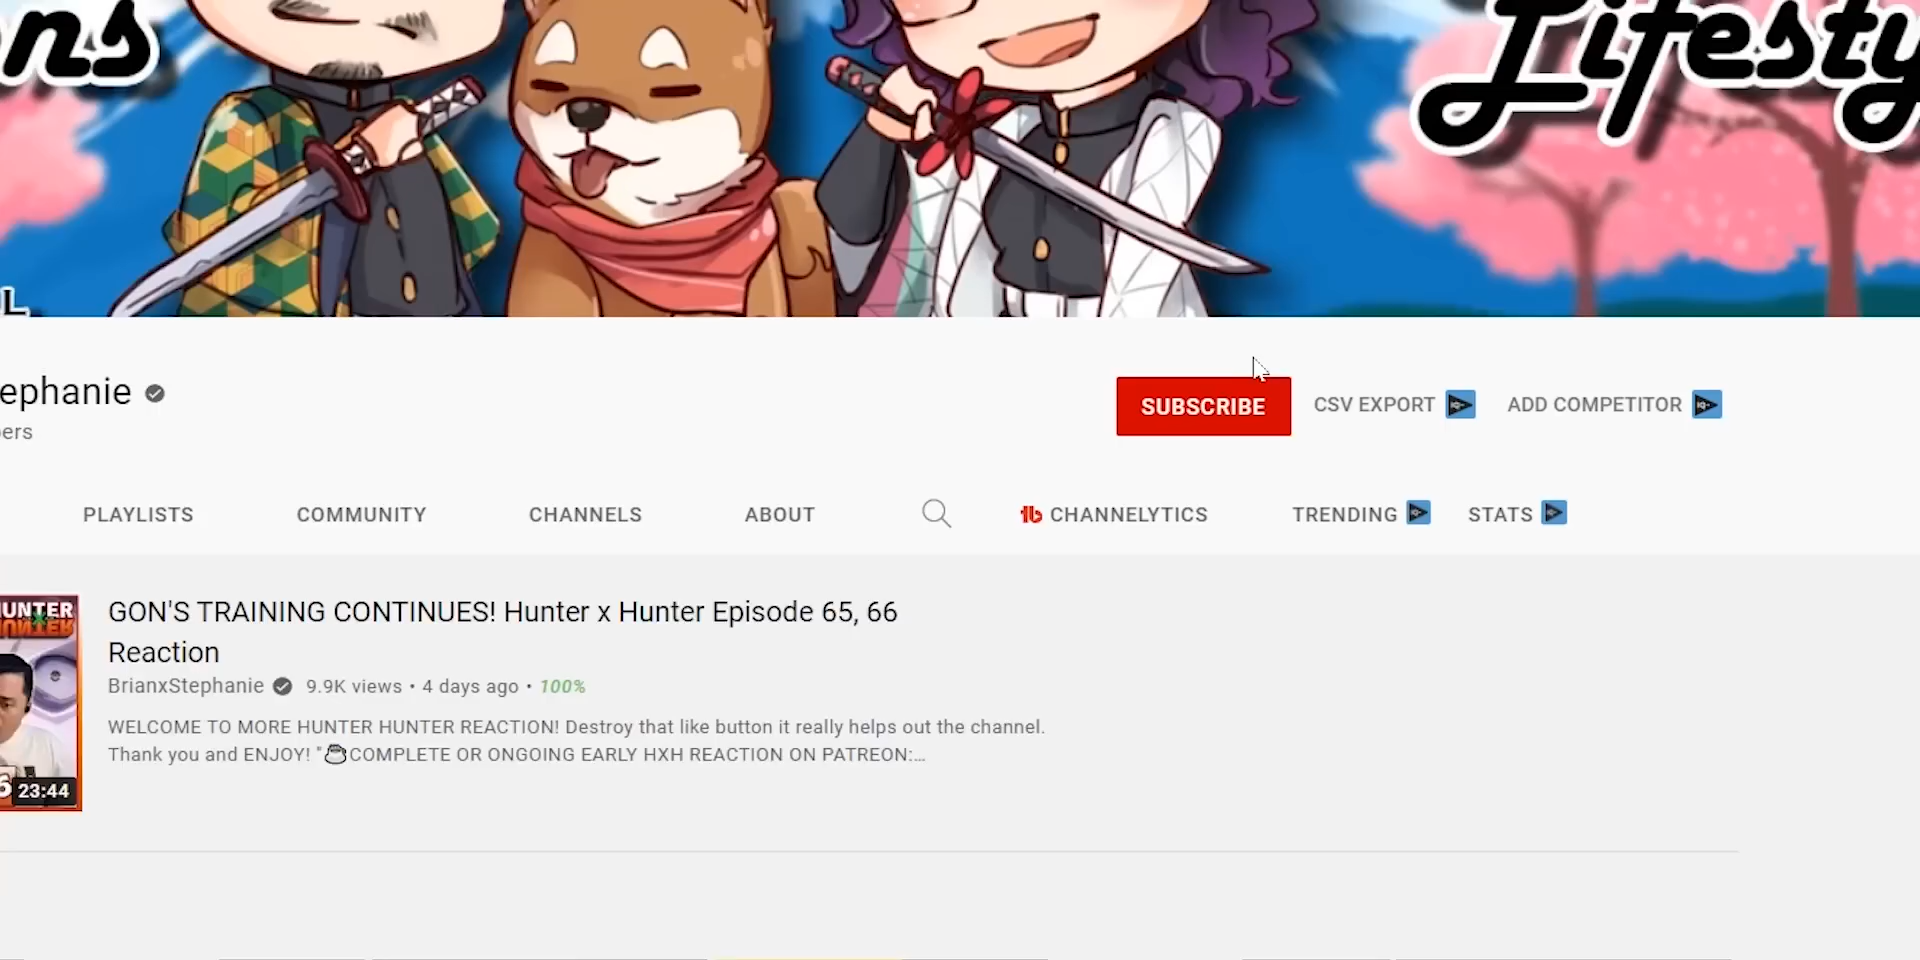 ns
Lifesty
L
ephanie
ers
SUBSCRIBE
CSV EXPORT
ADD COMPETITOR
PLAYLISTS
COMMUNITY
CHANNELS
ABOUT
CHANNELYTICS
TRENDING
STATS
HUNTER
HUNTER
6
23:44
GON'S TRAINING CONTINUES! Hunter x Hunter Episode 65, 66
Reaction
BrianxStephanie 9.9K views • 4 days ago • 100%
WELCOME TO MORE HUNTER HUNTER REACTION! Destroy that like button it really helps out the channel.
Thank you and ENJOY! "☃COMPLETE OR ONGOING EARLY HXH REACTION ON PATREON:...